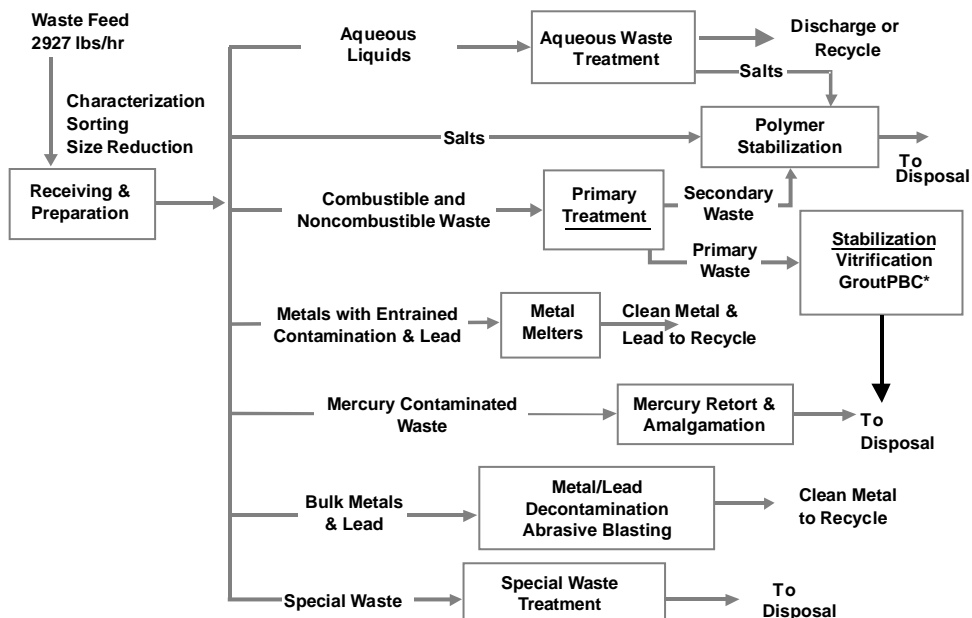 Waste Feed
2927 lbs/hr
Characterization
Sorting
Size Reduction
Receiving &
Preparation
Aqueous
Liquids
Aqueous Waste
Treatment
Discharge or
Recycle
Salts
Salts
Polymer
Stabilization
To
Disposal
Combustible and
Noncombustible Waste
Primary
Treatment
Secondary
Waste
Primary
Waste
Stabilization
Vitrification
GroutPBC*
Metals with Entrained
Contamination & Lead
Metal
Melters
Clean Metal &
Lead to Recycle
Mercury Contaminated
Waste
Mercury Retort &
Amalgamation
To
Disposal
Bulk Metals
& Lead
Metal/Lead
Decontamination
Abrasive Blasting
Clean Metal
to Recycle
Special Waste
Special Waste
Treatment
To
Disposal